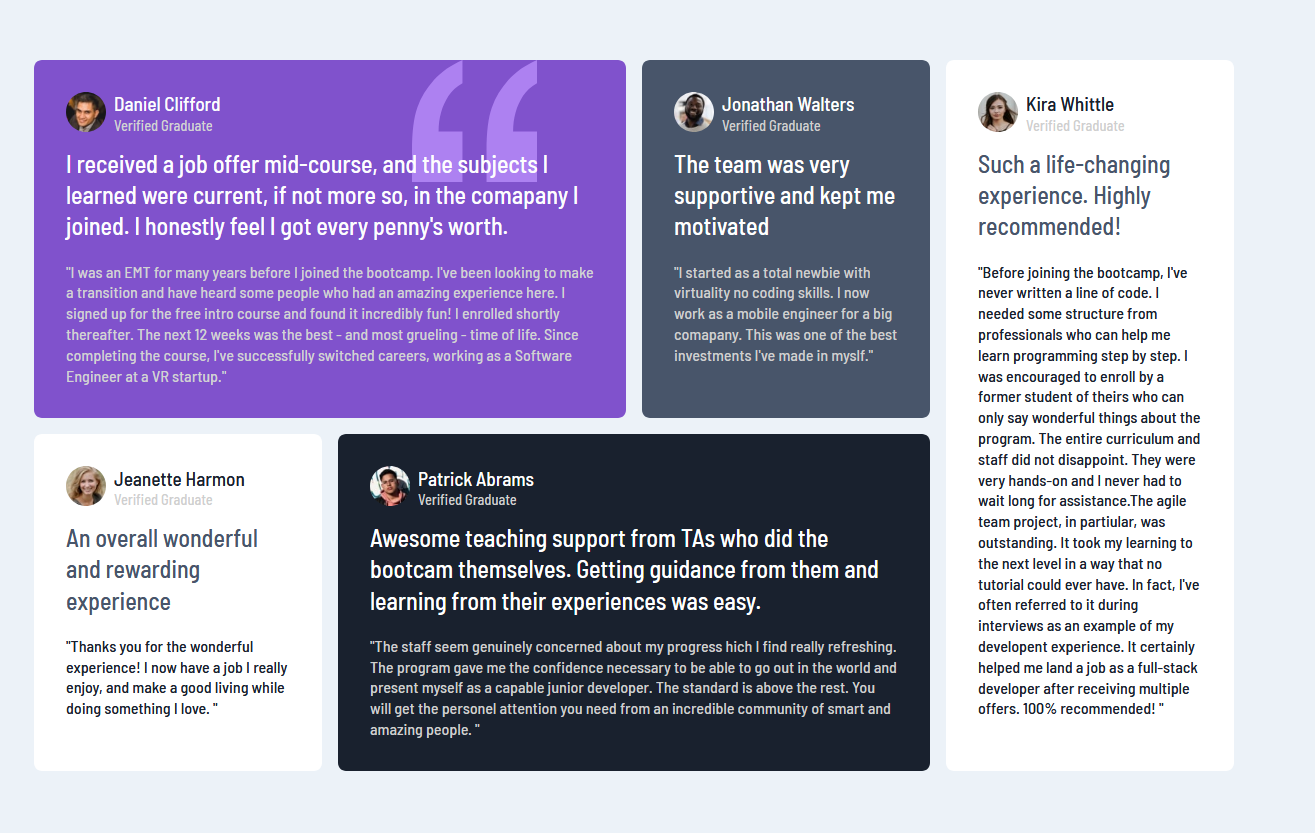 “
Daniel Clifford
Verified Graduate
I received a job offer mid-course, and the subjects I
learned were current, if not more so, in the comapany I
joined. I honestly feel I got every penny's worth.
"I was an EMT for many years before I joined the bootcamp. I've been looking to make
a transition and have heard some people who had an amazing experience here. I
signed up for the free intro course and found it incredibly fun! I enrolled shortly
thereafter. The next 12 weeks was the best - and most grueling - time of life. Since
completing the course, I've successfully switched careers, working as a Software
Engineer at a VR startup."
Jonathan Walters
Verified Graduate
The team was very
supportive and kept me
motivated
"I started as a total newbie with
virtuality no coding skills. I now
work as a mobile engineer for a big
comapany. This was one of the best
investments I've made in myslf."
Kira Whittle
Verified Graduate
Such a life-changing
experience. Highly
recommended!
"Before joining the bootcamp, I've
never written a line of code. I
needed some structure from
professionals who can help me
learn programming step by step. I
was encouraged to enroll by a
former student of theirs who can
only say wonderful things about the
program. The entire curriculum and
staff did not disappoint. They were
very hands-on and I never had to
wait long for assistance.The agile
team project, in partiular, was
outstanding. It took my learning to
the next level in a way that no
tutorial could ever have. In fact, I've
often referred to it during
interviews as an example of my
developent experience. It certainly
helped me land a job as a full-stack
developer after receiving multiple
offers. 100% recommended! "
Jeanette Harmon
Verified Graduate
An overall wonderful
and rewarding
experience
"Thanks you for the wonderful
experience! I now have a job I really
enjoy, and make a good living while
doing something I love. "
Patrick Abrams
Verified Graduate
Awesome teaching support from TAs who did the
bootcam themselves. Getting guidance from them and
learning from their experiences was easy.
"The staff seem genuinely concerned about my progress hich I find really refreshing.
The program gave me the confidence necessary to be able to go out in the world and
present myself as a capable junior developer. The standard is above the rest. You
will get the personel attention you need from an incredible community of smart and
amazing people. "